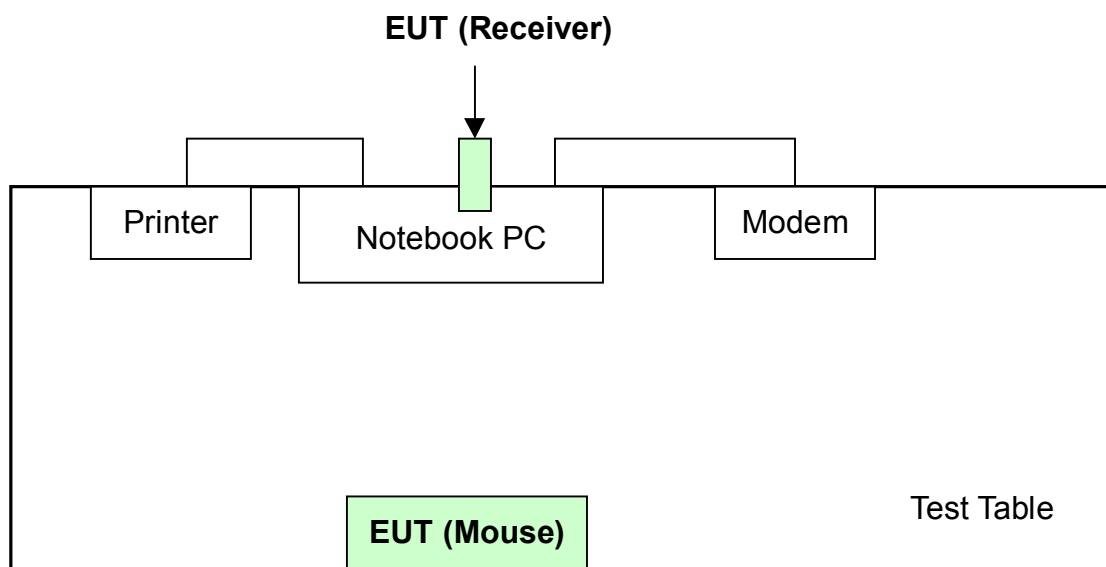 EUT (Receiver)
Printer
Notebook PC
Modem
Test Table
EUT (Mouse)